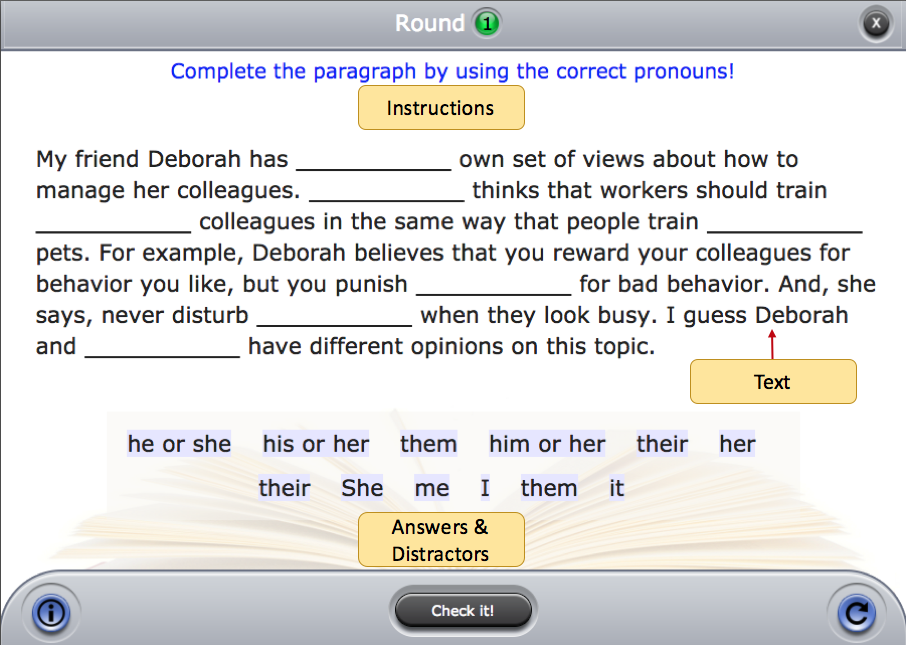 Round 1
X
Complete the paragraph by using the correct pronouns!
Instructions
My friend Deborah has ____________ own set of views about how to
manage her colleagues. ____________ thinks that workers should train
____________ colleagues in the same way that people train ____________
pets. For example, Deborah believes that you reward your colleagues for
behavior you like, but you punish ____________ for bad behavior. And, she
says, never disturb ____________ when they look busy. I guess Deborah
and ____________ have different opinions on this topic.
Text
he or she his or her them him or her their her
their She me I them it
Answers &
Distractors
i Check it!